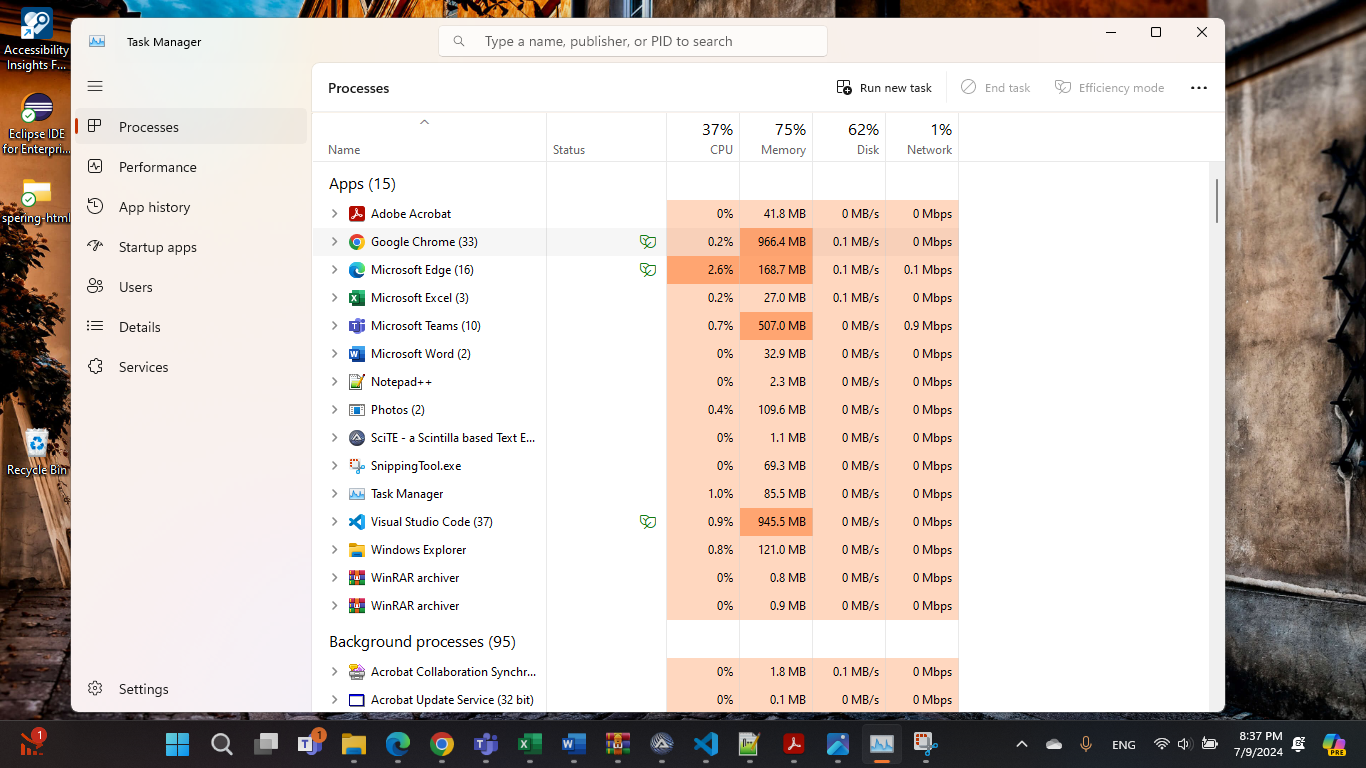 Accessibility
Insights F...
Eclipse IDE
for Enterpri...
spering-html
Recycle Bin
Task Manager
Type a name, publisher, or PID to search
Processes
Performance
App history
Startup apps
Users
Details
Services
Settings
Processes
Run new task
End task
Efficiency mode
37% 75% 62% 1%
Name Status CPU Memory Disk Network
Apps (15)
Adobe Acrobat 0% 41.8 MB 0 MB/s 0 Mbps
Google Chrome (33) 0.2% 966.4 MB 0.1 MB/s 0 Mbps
Microsoft Edge (16) 2.6% 168.7 MB 0.1 MB/s 0.1 Mbps
Microsoft Excel (3) 0.2% 27.0 MB 0.1 MB/s 0 Mbps
Microsoft Teams (10) 0.7% 507.0 MB 0 MB/s 0.9 Mbps
Microsoft Word (2) 0% 32.9 MB 0 MB/s 0 Mbps
Notepad++ 0% 2.3 MB 0 MB/s 0 Mbps
Photos (2) 0.4% 109.6 MB 0 MB/s 0 Mbps
SciTE - a Scintilla based Text E... 0% 1.1 MB 0 MB/s 0 Mbps
SnippingTool.exe 0% 69.3 MB 0 MB/s 0 Mbps
Task Manager 1.0% 85.5 MB 0 MB/s 0 Mbps
Visual Studio Code (37) 0.9% 945.5 MB 0 MB/s 0 Mbps
Windows Explorer 0.8% 121.0 MB 0 MB/s 0 Mbps
WinRAR archiver 0% 0.8 MB 0 MB/s 0 Mbps
WinRAR archiver 0% 0.9 MB 0 MB/s 0 Mbps
Background processes (95)
Acrobat Collaboration Synchr... 0% 1.8 MB 0.1 MB/s 0 Mbps
Acrobat Update Service (32 bit) 0% 0.1 MB 0 MB/s 0 Mbps
1
1
ENG
8:37 PM
7/9/2024
PRE